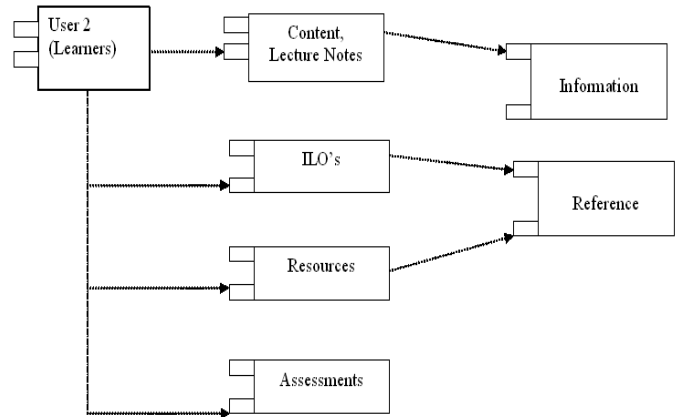 User 2
(Learners)
Content,
Lecture Notes
Information
ILO's
Reference
Resources
Assessments